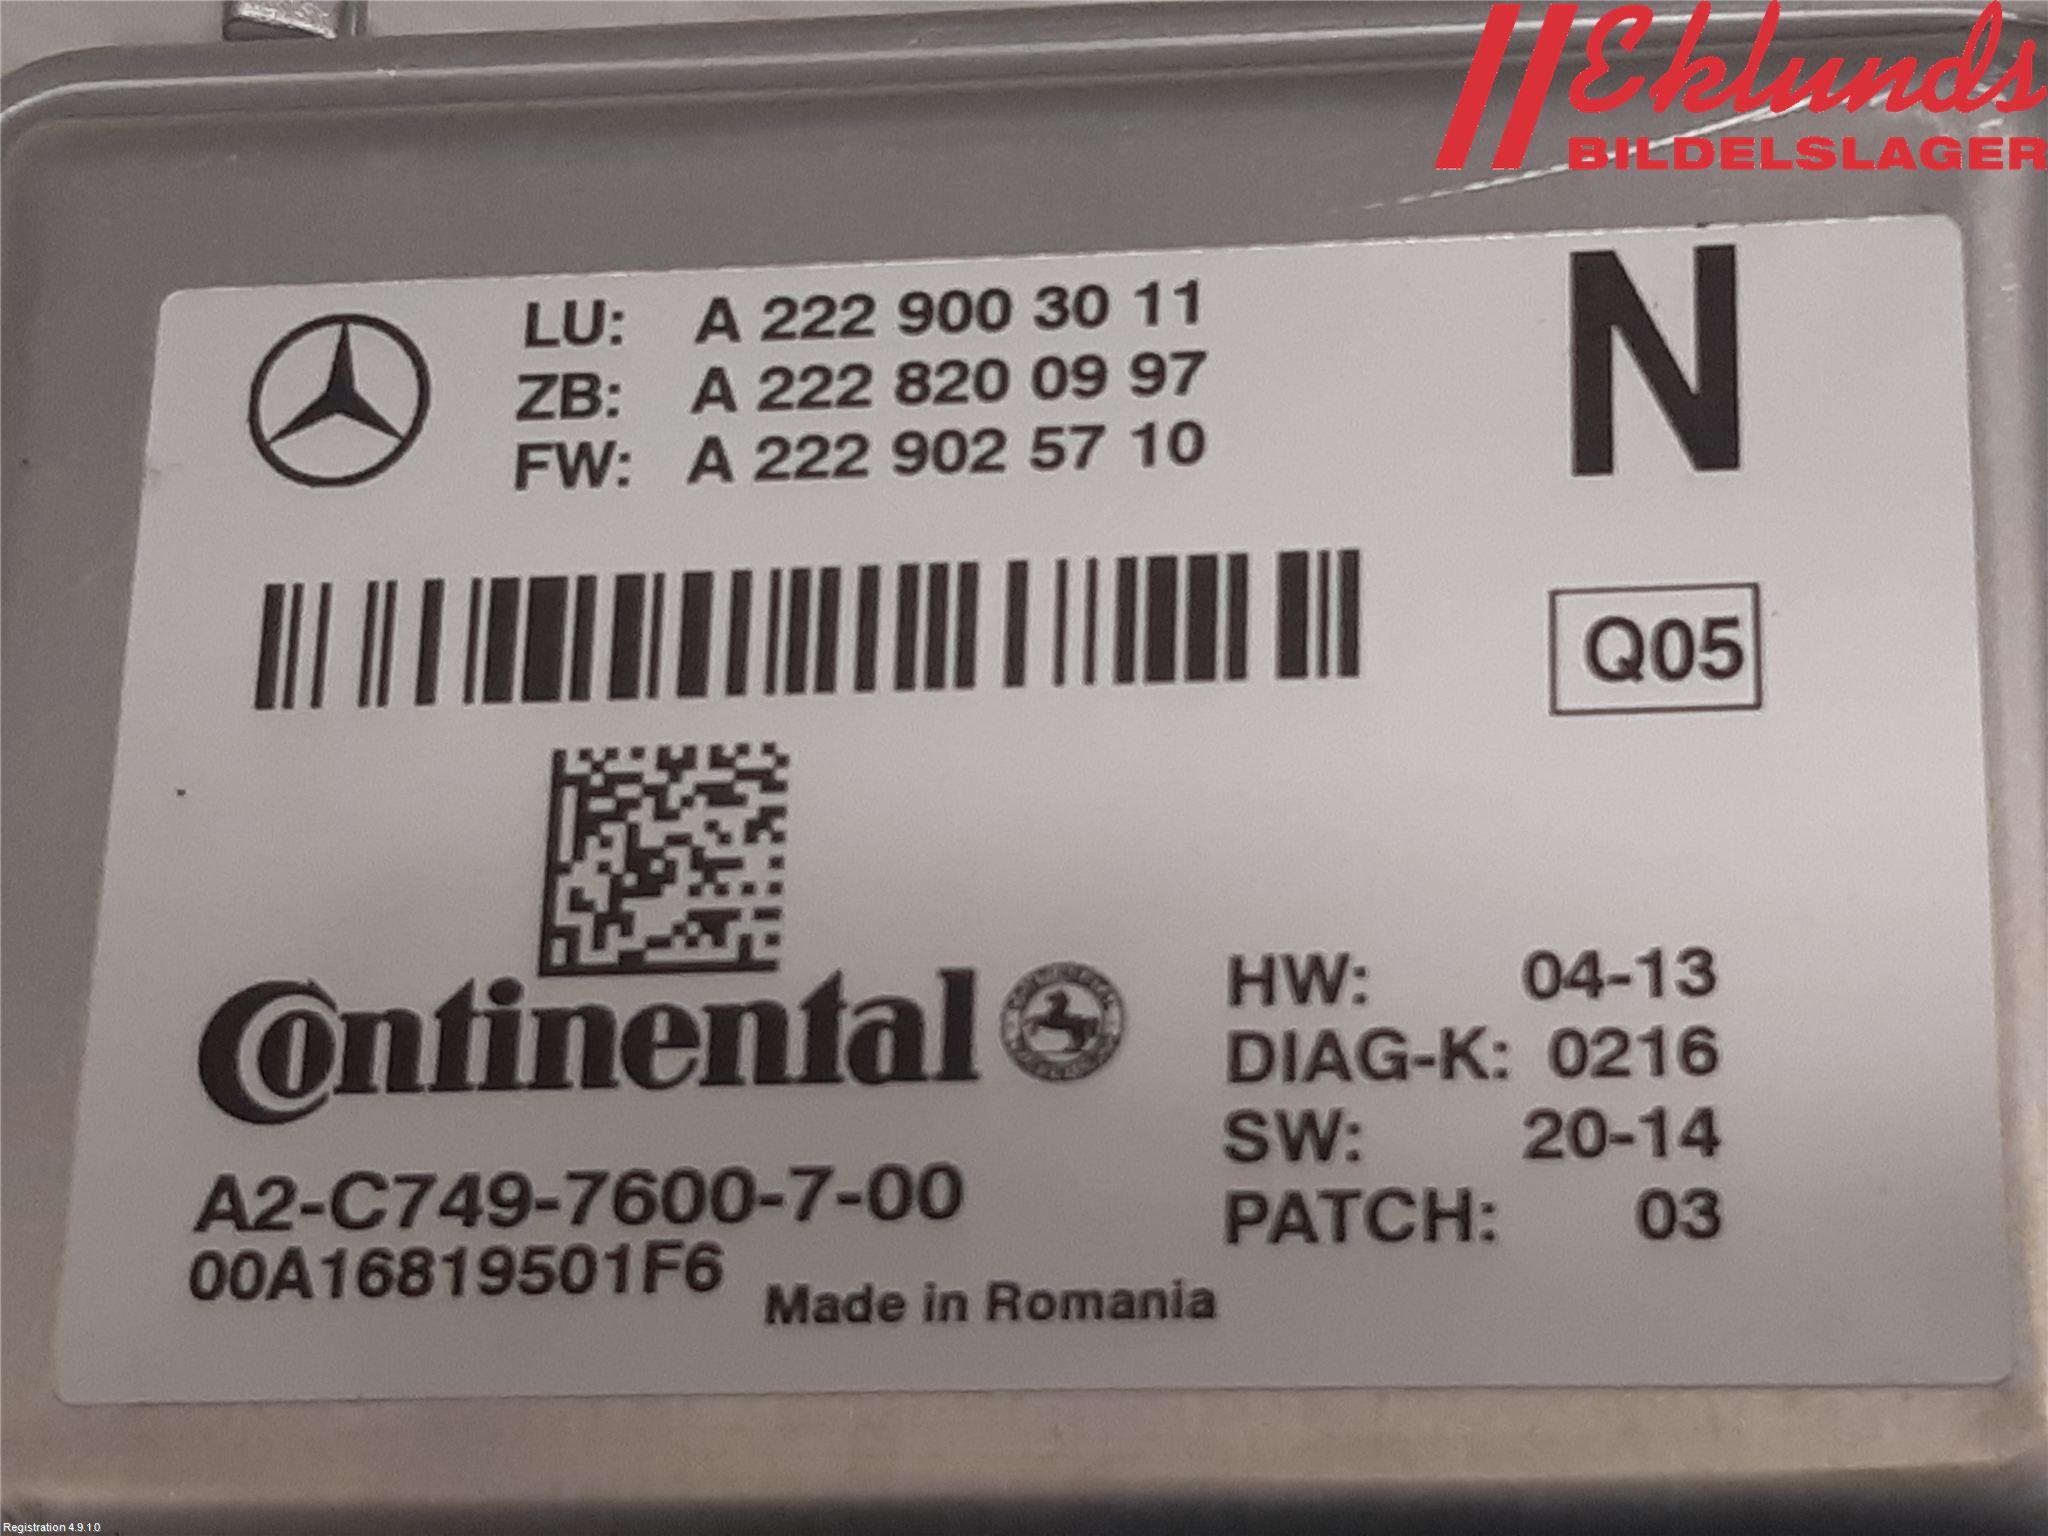 Eklunds
BILDELSLAGER
LU: A 222 900 30 11
ZB: A 222 820 09 97
FW: A 222 902 57 10
N
Q05
Continental
HW: 04-13
DIAG-K: 0216
SW: 20-14
PATCH: 03
A2-C749-7600-7-00
00A16819501F6
Made in Romania
Registration 4.9.1.0